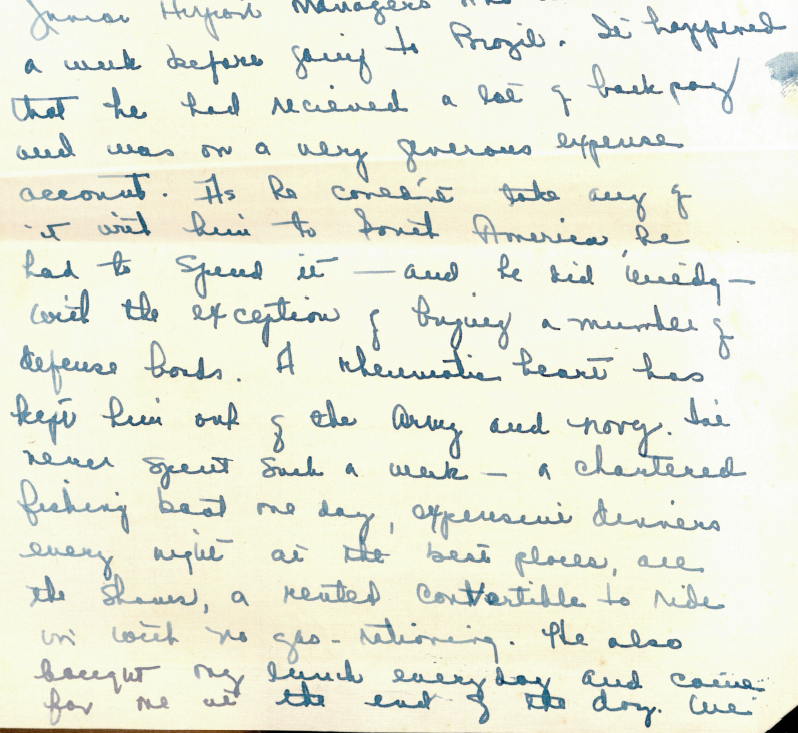 Junior Airport Managers
a week before going to Brazil. It happened
that he had recieved a lot of back pay
and was on a very generous expense
account. As he couldn't take any of
it with him to South America, he
had to spend it — and he did —
with the exception of buying a number of
defense bonds. A rheumatic heart has
kept him out of the Army and navy. I've
never spent such a week — a chartered
fishing boat one day, expensive dinners
every night at the best places, all
the shows, a rented convertible to ride
in with no gas-rationing. He also
bought my lunch everyday and came
for me at the end of the day. We